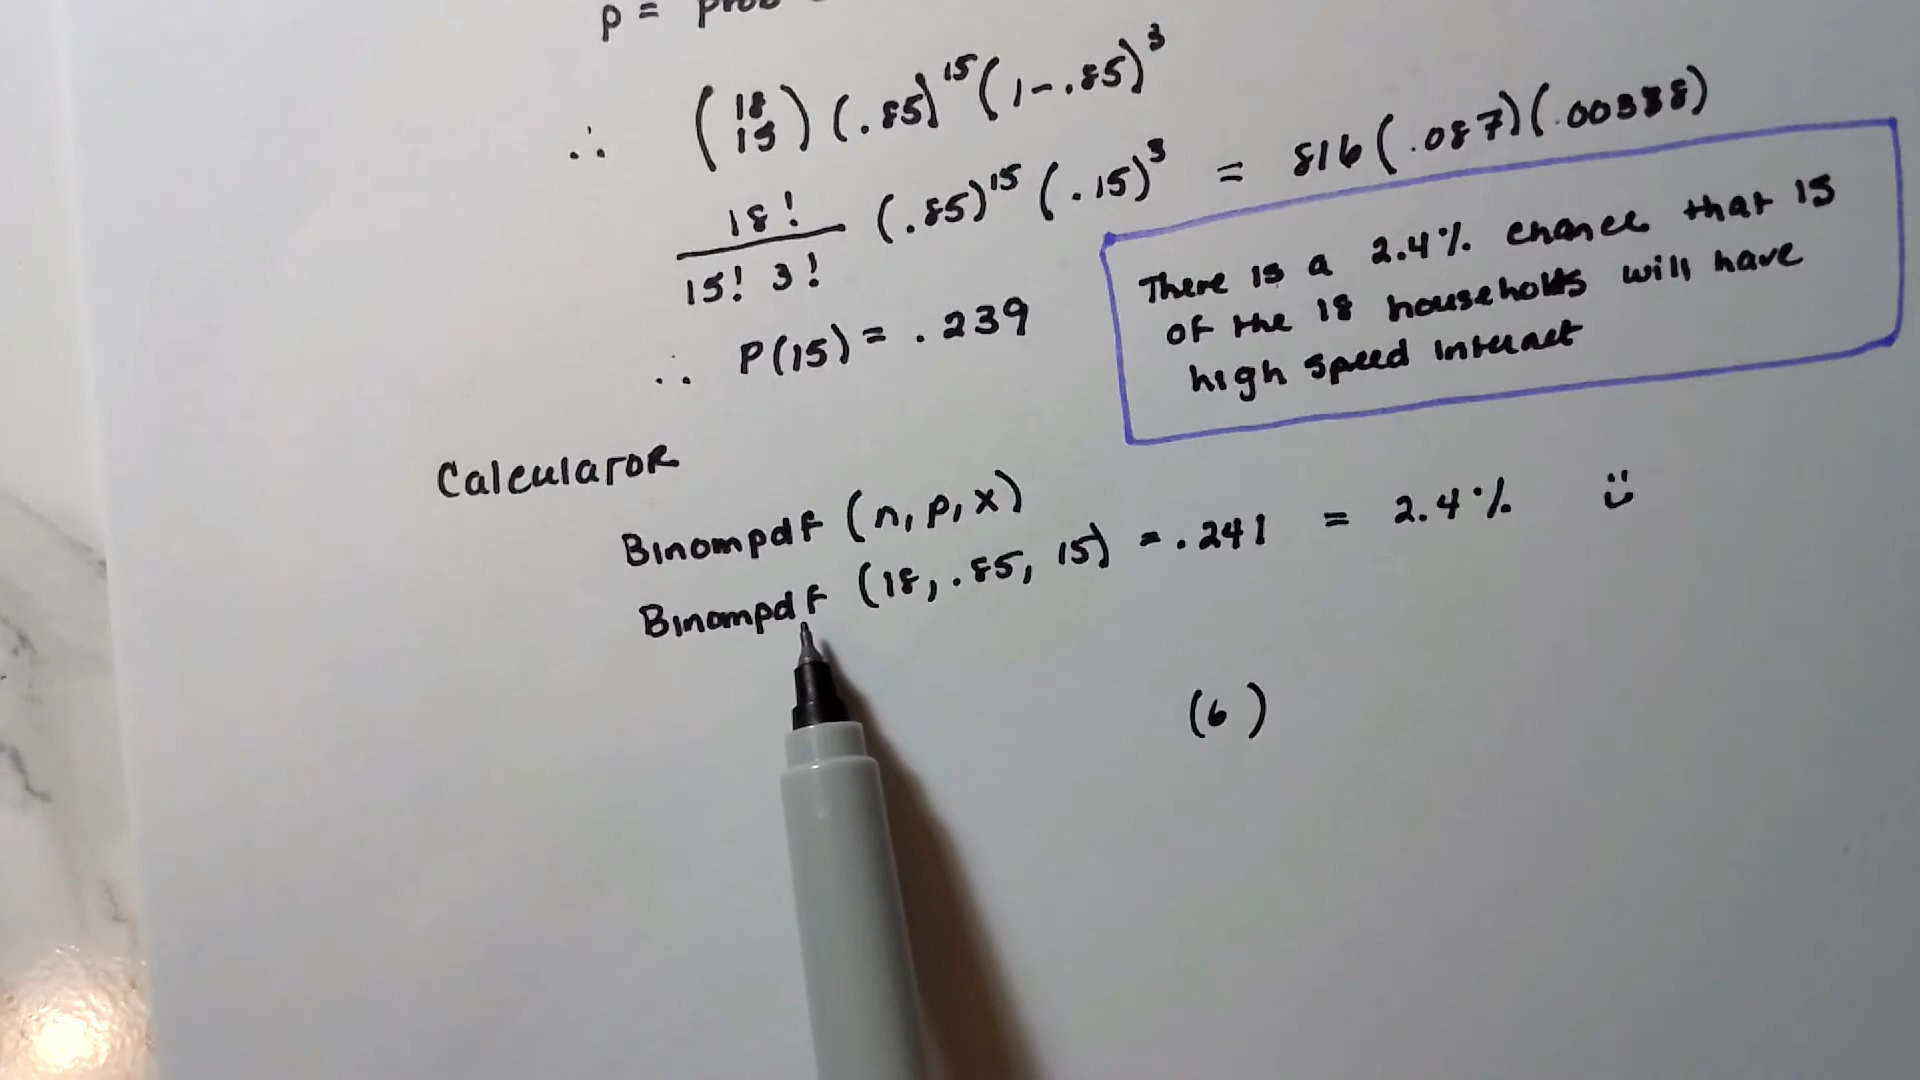 p =
∴ (18 15) (.85)^15 (1-.85)^3
18! / 15! 3! (.85)^15 (.15)^3 = 816 (.087)(.00338)
∴ P(15) = .239
There is a 2.4% chance that 15
of the 18 households will have
high speed internet
Calculator
Binompdf (n, p, x)
Binompdf (18, .85, 15) = .241 = 2.4% :)
(6 )